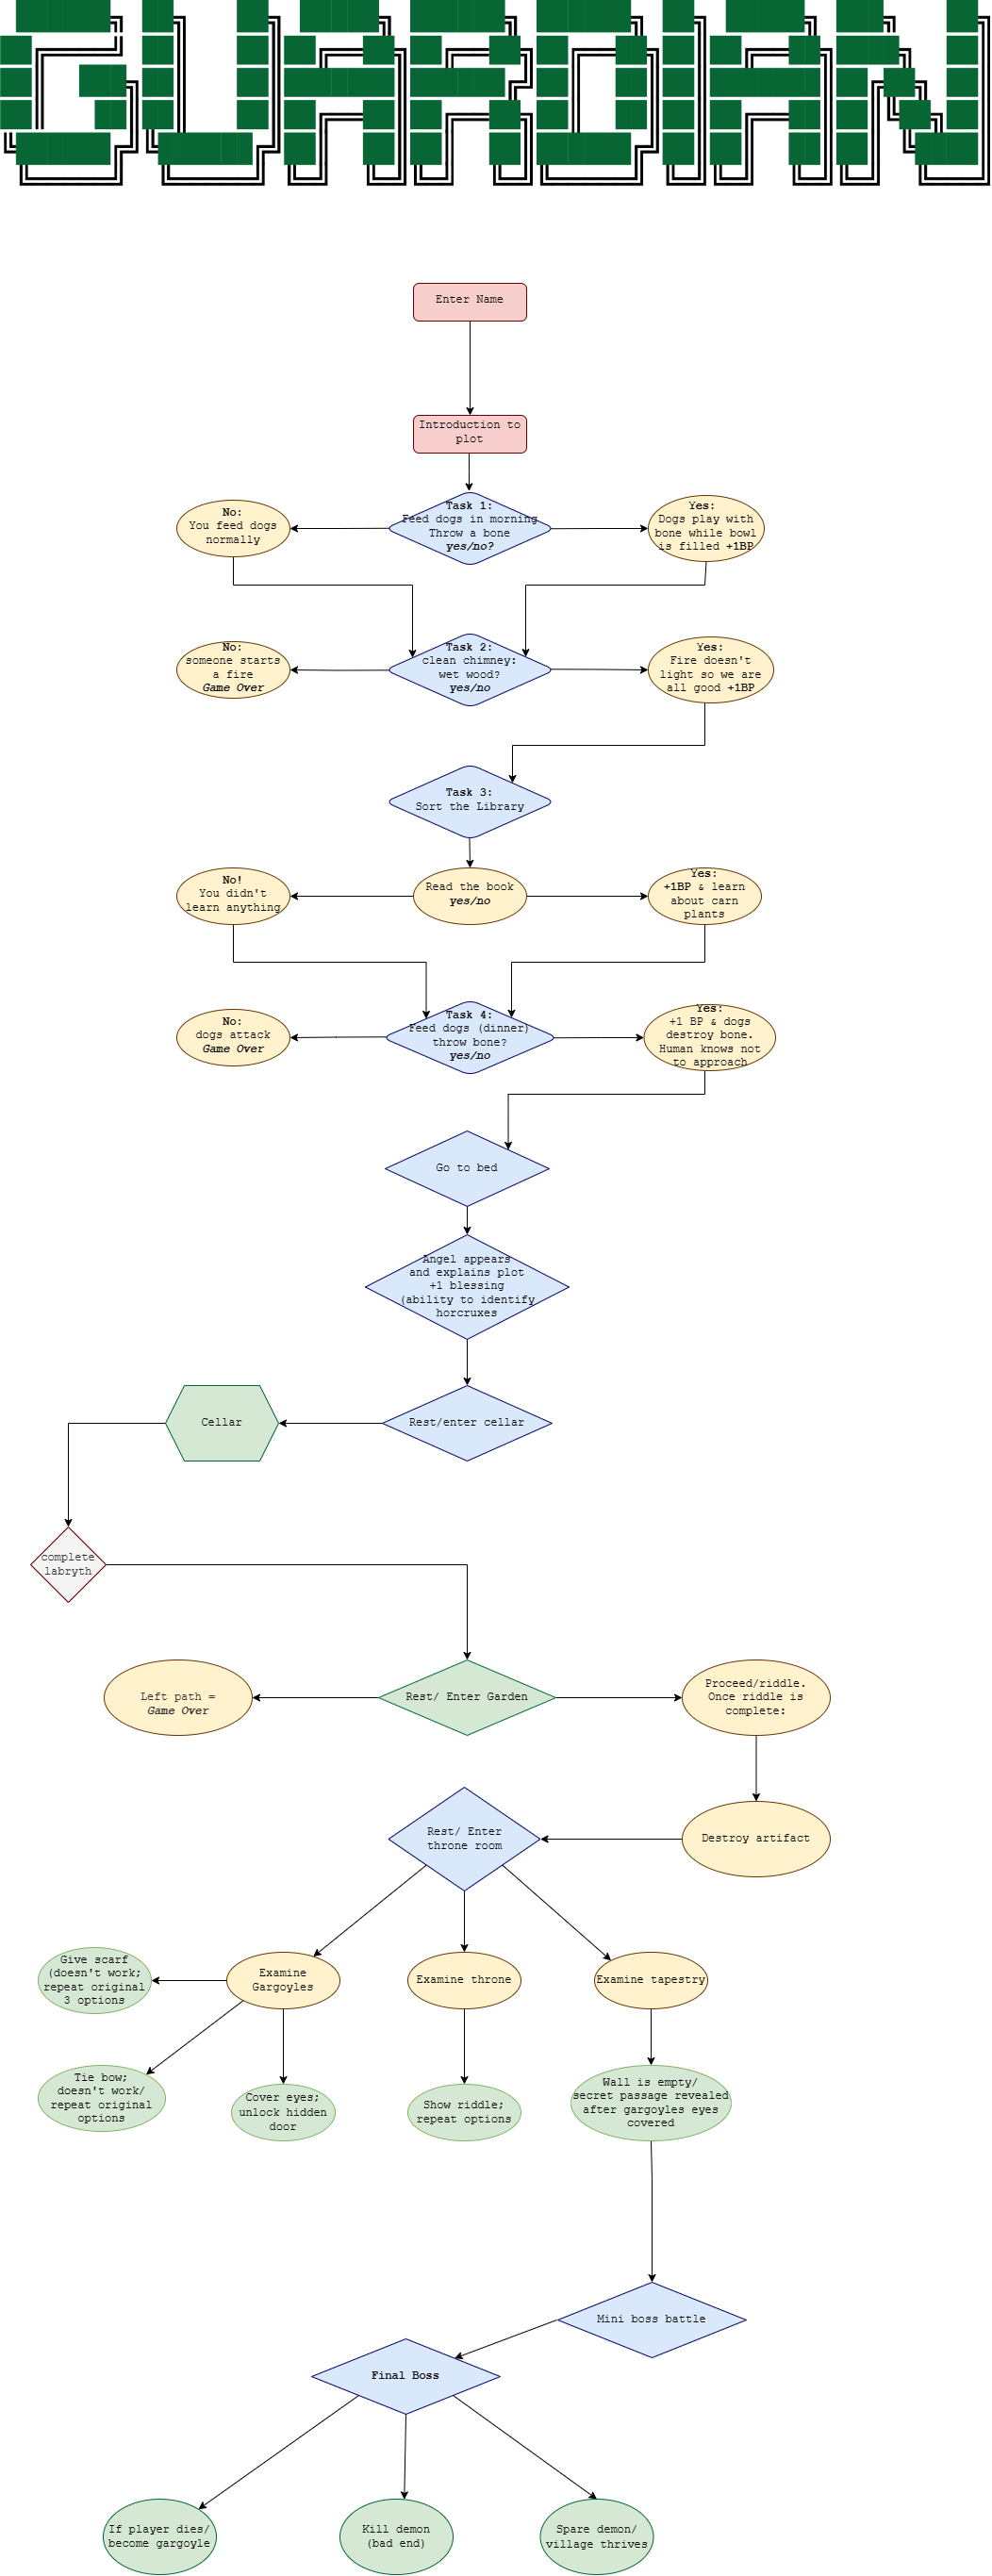 GUARDIAN
Enter Name
Introduction to
plot
Task 1:
Feed dogs in morning
Throw a bone
yes/no?
No:
You feed dogs
normally
Yes:
Dogs play with
bone while bowl
is filled +1BP
Task 2:
clean chimney:
wet wood?
yes/no
No:
someone starts
a fire
Game Over
Yes:
Fire doesn't
light so we are
all good +1BP
Task 3:
Sort the Library
No!
You didn't
learn anything
Read the book
yes/no
Yes:
+1BP & learn
about carn
plants
Task 4:
Feed dogs (dinner)
throw bone?
yes/no
No:
dogs attack
Game Over
Yes:
+1 BP & dogs
destroy bone.
Human knows not
to approach
Go to bed
Angel appears
and explains plot
+1 blessing
(ability to identify
horcruxes
Cellar
Rest/enter cellar
complete
labryth
Left path =
Game Over
Rest/ Enter Garden
Proceed/riddle.
Once riddle is
complete:
Rest/ Enter
throne room
Destroy artifact
Give scarf
(doesn't work;
repeat original
3 options
Examine
Gargoyles
Examine throne
Examine tapestry
Tie bow;
doesn't work/
repeat original
options
Cover eyes;
unlock hidden
door
Show riddle;
repeat options
Wall is empty/
secret passage revealed
after gargoyles eyes
covered
Mini boss battle
Final Boss
If player dies/
become gargoyle
Kill demon
(bad end)
Spare demon/
village thrives